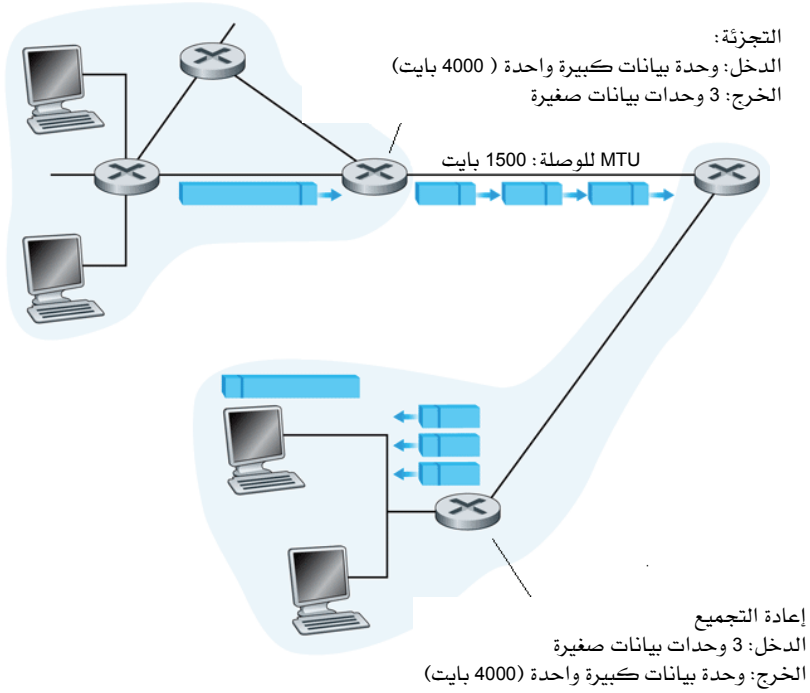 التجزئة:
الدخل: وحدة بيانات كبيرة واحدة ( 4000 بايت)
الخرج: 3 وحدات بيانات صغيرة
MTU للوصلة: 1500 بايت
إعادة التجميع
الدخل: 3 وحدات بيانات صغيرة
الخرج: وحدة بيانات كبيرة واحدة (4000 بايت)